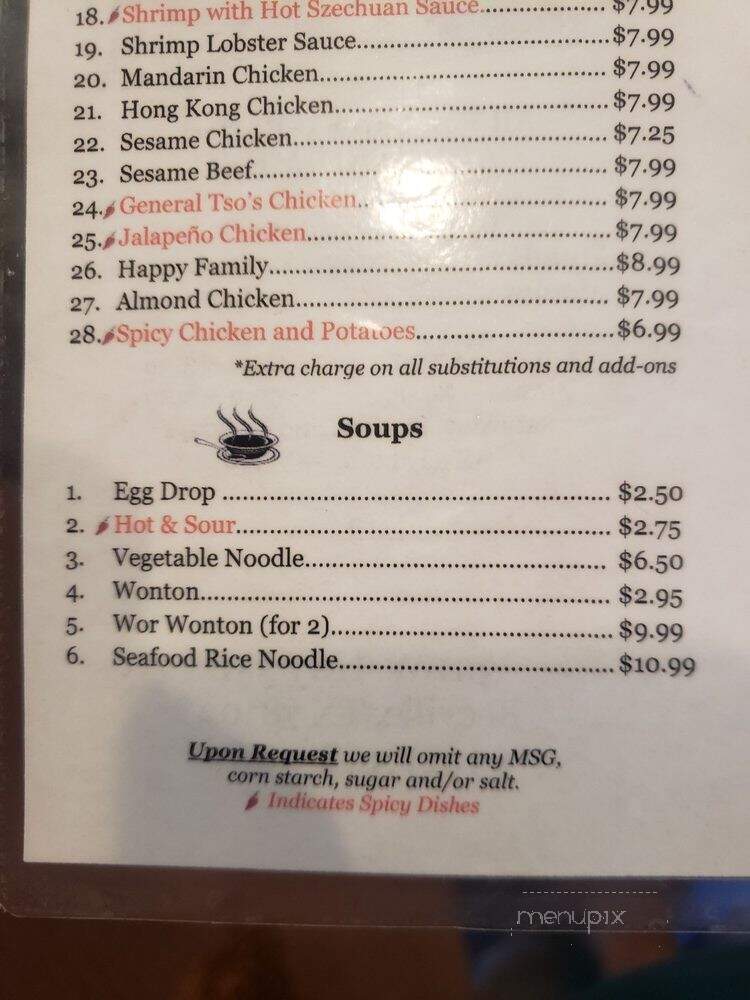 18. Shrimp with Hot Szechuan Sauce.................. $7.99
19. Shrimp Lobster Sauce..................................... $7.99
20. Mandarin Chicken.......................................... $7.99
21. Hong Kong Chicken........................................ $7.99
22. Sesame Chicken.............................................. $7.25
23. Sesame Beef.................................................... $7.99
24. General Tso's Chicken..................................... $7.99
25. Jalapeño Chicken............................................. $7.99
26. Happy Family...................................................$8.99
27. Almond Chicken.............................................. $7.99
28. Spicy Chicken and Potatoes..............................$6.99
*Extra charge on all substitutions and add-ons
Soups
1. Egg Drop .......................................................... $2.50
2. Hot & Sour........................................................ $2.75
3. Vegetable Noodle.............................................. $6.50
4. Wonton............................................................. $2.95
5. Wor Wonton (for 2).......................................... $9.99
6. Seafood Rice Noodle......................................... $10.99
Upon Request we will omit any MSG,
corn starch, sugar and/or salt.
Indicates Spicy Dishes
menupix